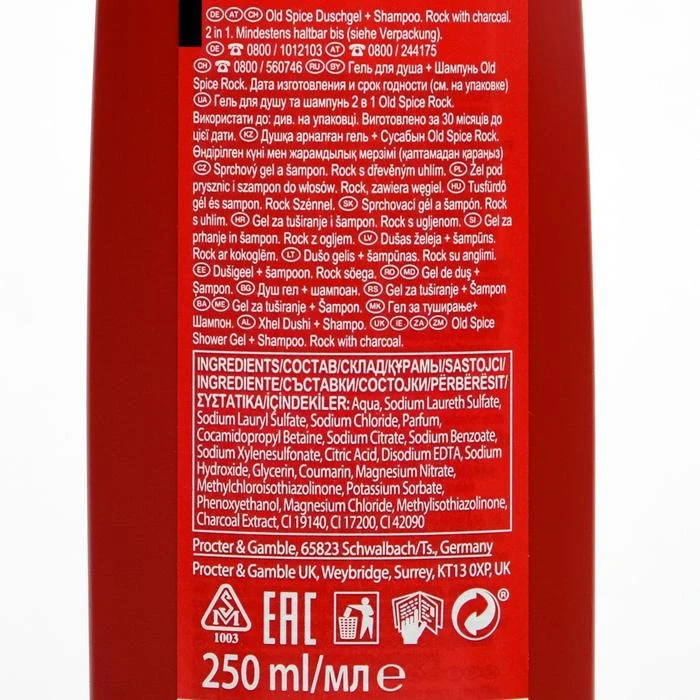 DE AT CH Old Spice Duschgel + Shampoo. Rock with charcoal.
2 in 1. Mindestens haltbar bis (siehe Verpackung).
DE ☎ 0800 / 1012103 AT ☎ 0800 / 244175
CH ☎ 0800 / 560746 RU BY Гель для душа + Шампунь Old
Spice Rock. Дата изготовления и срок годности (см. на упаковке)
UA Гель для душу та шампунь 2 в 1 Old Spice Rock.
Використати до: див. на упаковці. Виготовлено за 30 місяців до
цієї дати. KZ Душқа арналған гель + Сусабын Old Spice Rock.
Өндірілген күні мен жарамдылық мерзімі (қаптамадан қараңыз)
CZ Sprchový gel a šampon. Rock s dřevěným uhlím. PL Żel pod
prysznic i szampon do włosów. Rock, zawiera węgiel. HU Tusfürdő
gél és sampon. Rock Szénnel. SK Sprchovací gél a šampón. Rock
s uhlím. HR Gel za tuširanje i šampon. Rock s ugljenom. SI Gel za
prhanje in šampon. Rock z ogljem. LV Dušas želeja + šampūns.
Rock ar kokoglēm. LT Dušo gelis + šampūnas. Rock su anglimi.
EE Dušigeel + šampoon. Rock söega. RO MD Gel de duș +
Șampon. BG Душ гел + шампоан. RS Gel za tuširanje + Šampon
BA ME Gel za tuširanje + Šampon. MK Гел за туширање+
Шампон. AL Xhel Dushi + Shampo. UK IE ZA ZM Old Spice
Shower Gel + Shampoo. Rock with charcoal.
INGREDIENTS/СОСТАВ/СКЛАД/ҚҰРАМЫ/SASTOJCI/
INGREDIENTE/СЪСТАВКИ/СОСТОЈКИ/PËRBËRËSIT/
ΣΥΣΤΑΤΙΚΑ/İÇİNDEKİLER: Aqua, Sodium Laureth Sulfate,
Sodium Lauryl Sulfate, Sodium Chloride, Parfum,
Cocamidopropyl Betaine, Sodium Citrate, Sodium Benzoate,
Sodium Xylenesulfonate, Citric Acid, Disodium EDTA, Sodium
Hydroxide, Glycerin, Coumarin, Magnesium Nitrate,
Methylchloroisothiazolinone, Potassium Sorbate,
Phenoxyethanol, Magnesium Chloride, Methylisothiazolinone,
Charcoal Extract, CI 19140, CI 17200, CI 42090
Procter & Gamble, 65823 Schwalbach/Ts., Germany
Procter & Gamble UK, Weybridge, Surrey, KT13 0XP, UK
1003 EAC ®
250 ml/мл ℮